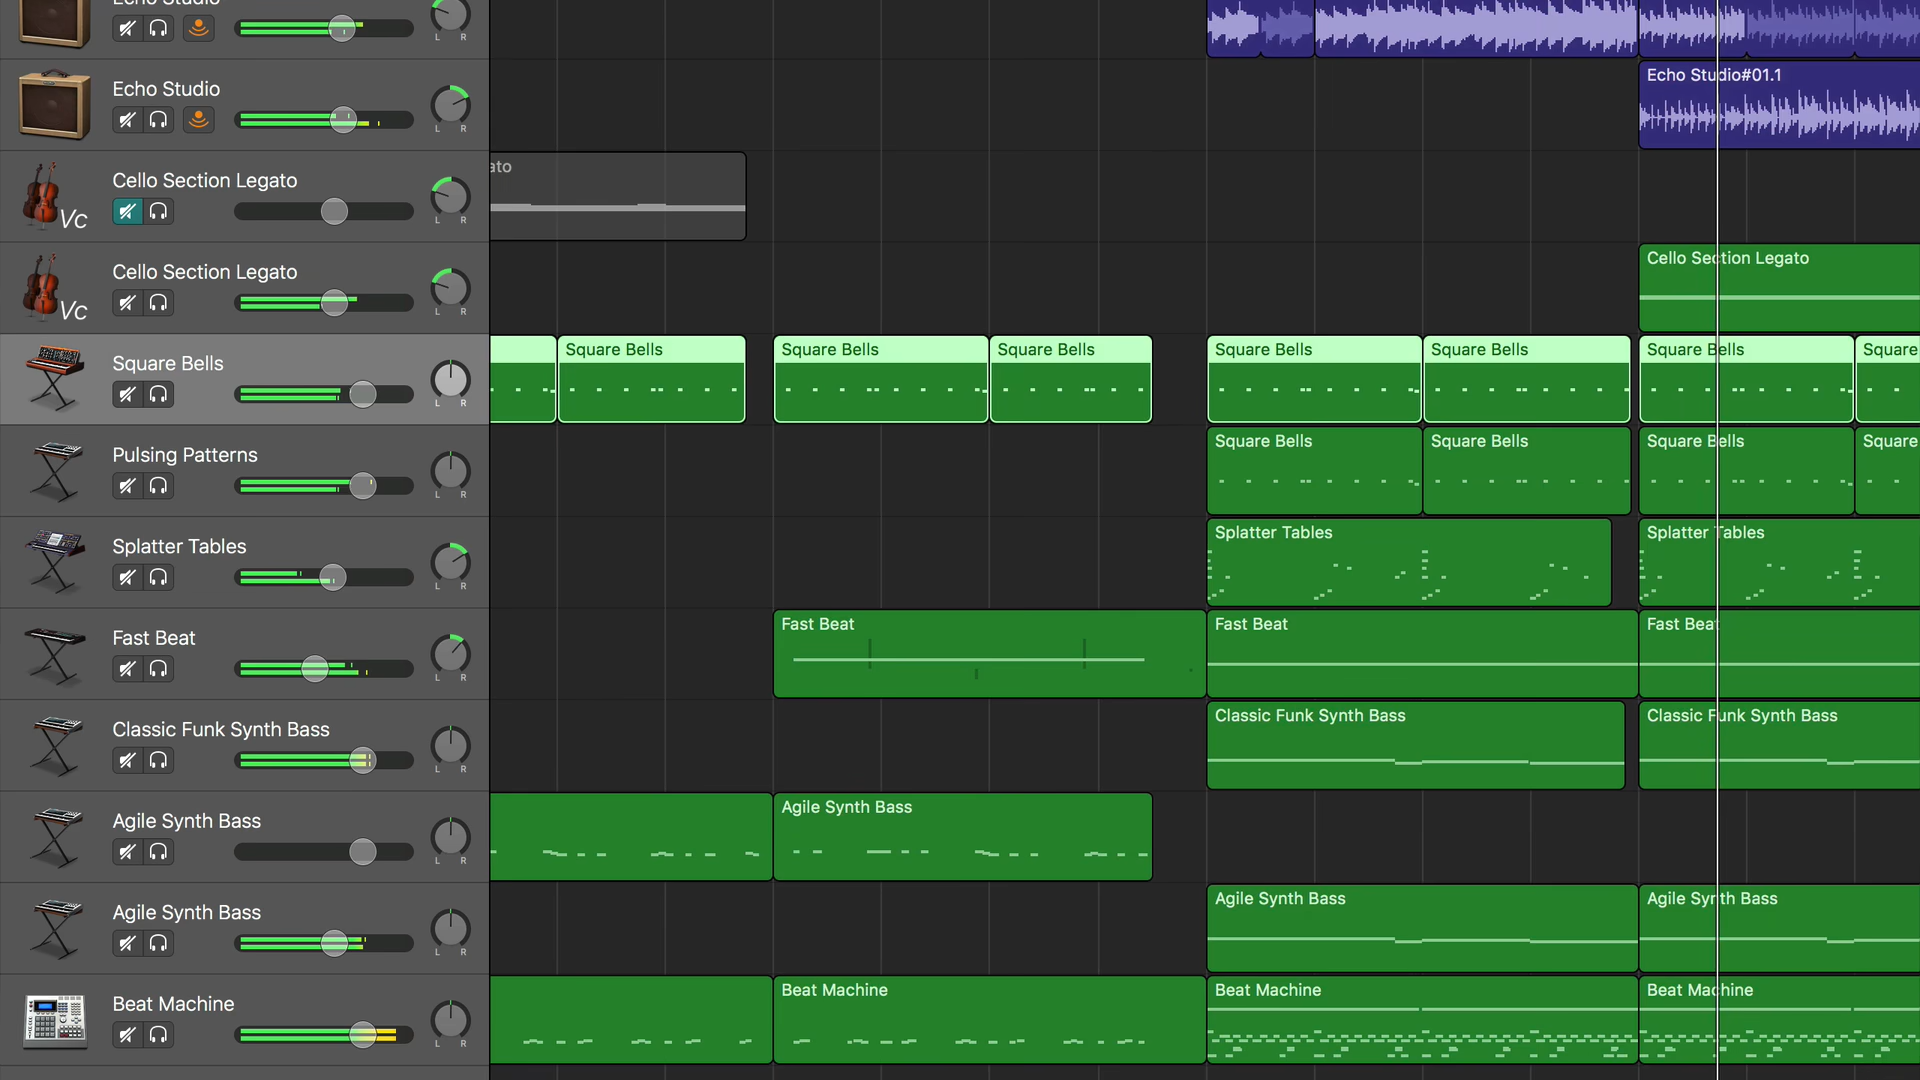 Echo Studio
L R
Echo Studio#01.1
Echo Studio
L R
ato
Cello Section Legato
Vc
L R
Cello Section Legato
Cello Section Legato
Vc
L R
Square Bells Square Bells Square Bells Square Bells Square Bells Square Bells Square
Square Bells
L R
Square Bells Square Bells Square Bells Square
Pulsing Patterns
L R
Splatter Tables Splatter Tables
Splatter Tables
L R
Fast Beat Fast Beat Fast Beat
Fast Beat
L R
Classic Funk Synth Bass Classic Funk Synth Bass
Classic Funk Synth Bass
L R
Agile Synth Bass
Agile Synth Bass
L R
Agile Synth Bass Agile Synth Bass
Agile Synth Bass
L R
Beat Machine Beat Machine Beat Machine
Beat Machine
L R